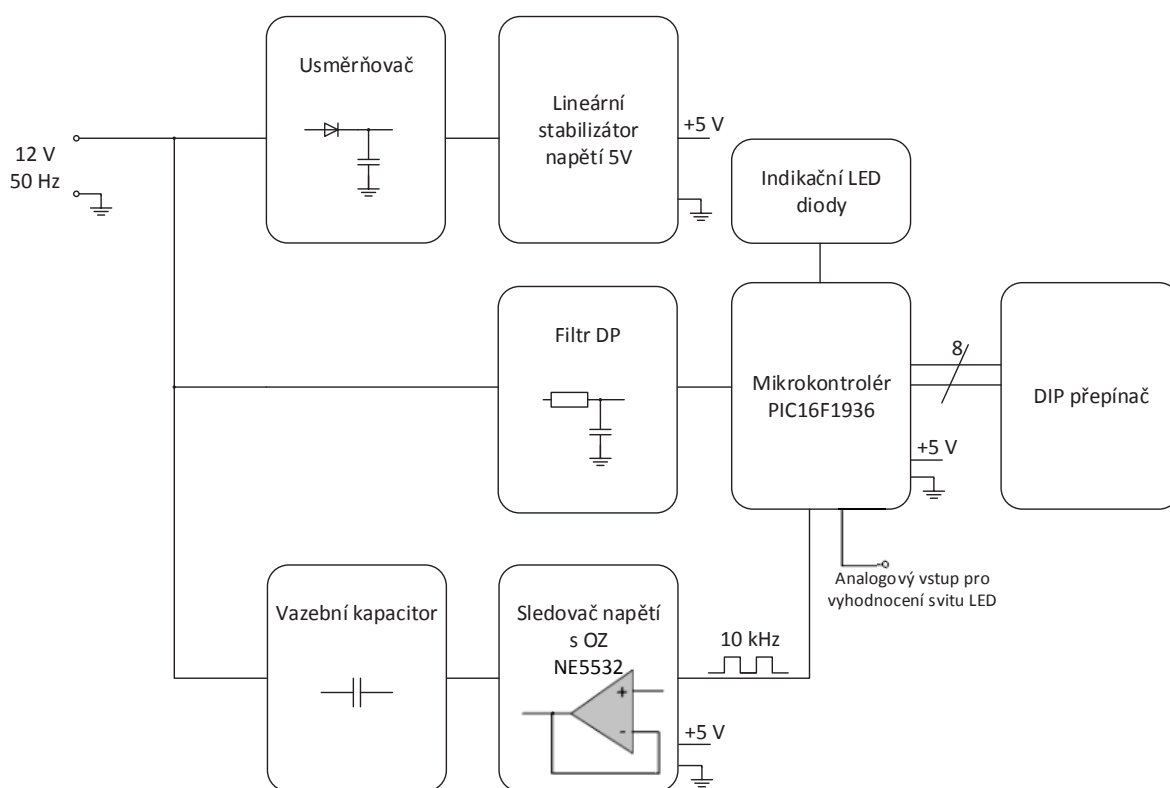 Usměrňovač
Lineární
stabilizátor
napětí 5V
+5 V
12 V
50 Hz
Indikační LED
diody
Filtr DP
Mikrokontrolér
PIC16F1936
8
DIP přepínač
+5 V
Analogový vstup pro
vyhodnocení svitu LED
Vazební kapacitor
Sledovač napětí
s OZ
NE5532
+
-
10 kHz
+5 V